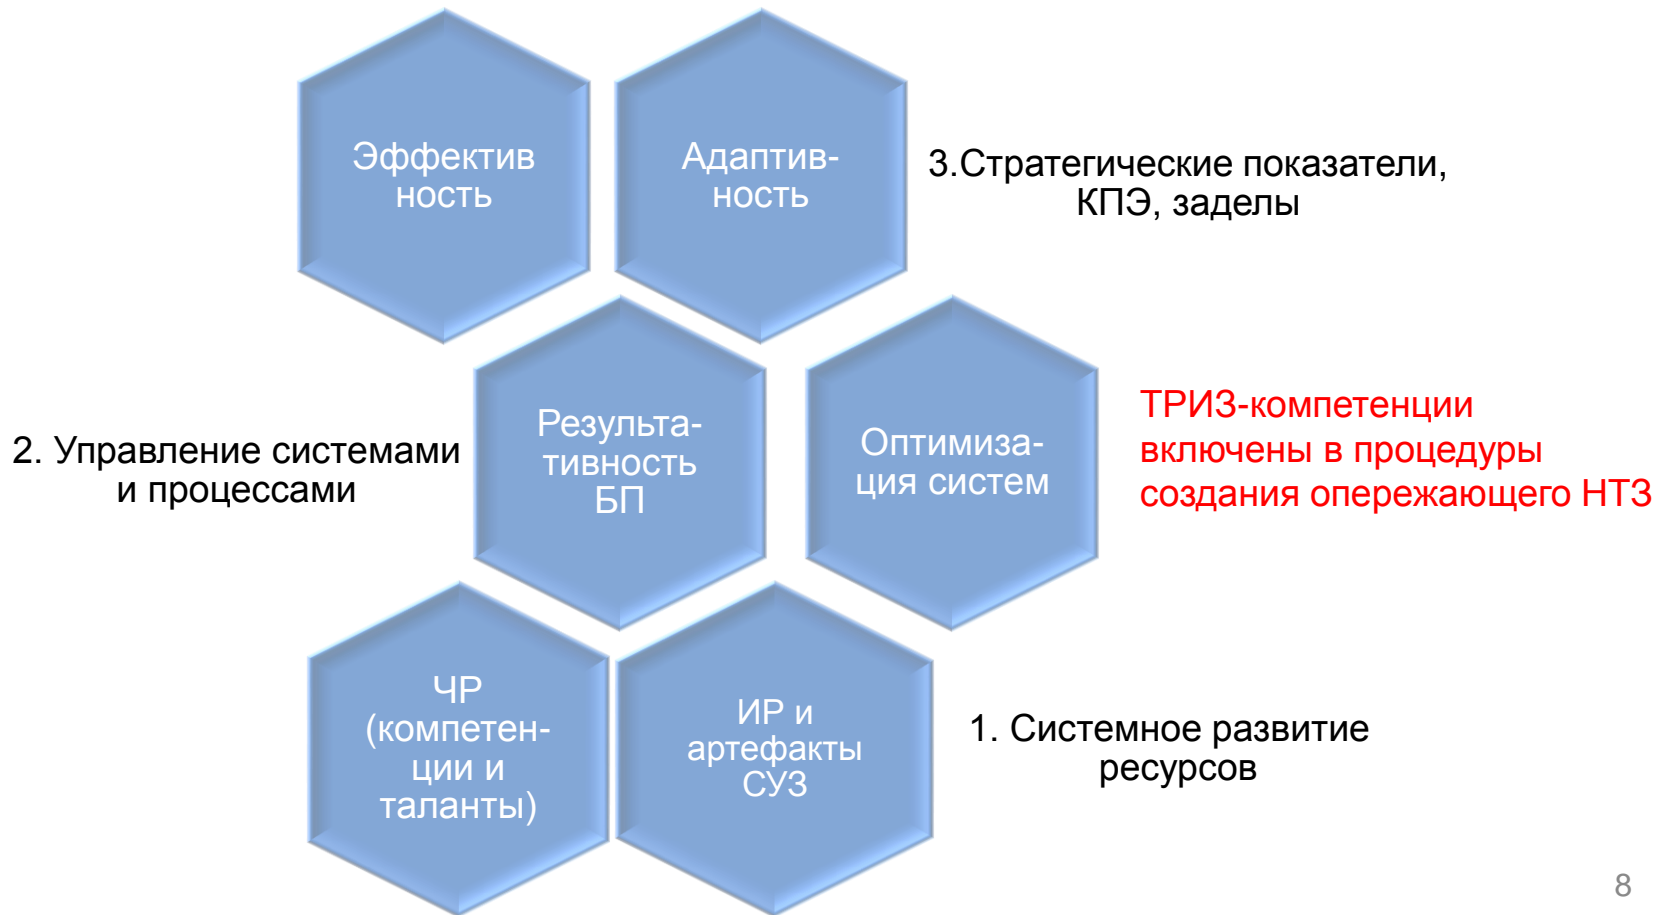 Эффектив
ность
Адаптив-
ность
3.Стратегические показатели,
КПЭ, заделы
2. Управление системами
и процессами
Результа-
тивность
БП
Оптимиза-
ция систем
ТРИЗ-компетенции
включены в процедуры
создания опережающего НТЗ
ЧР
(компетен-
ции и
таланты)
ИР и
артефакты
СУЗ
1. Системное развитие
ресурсов
8